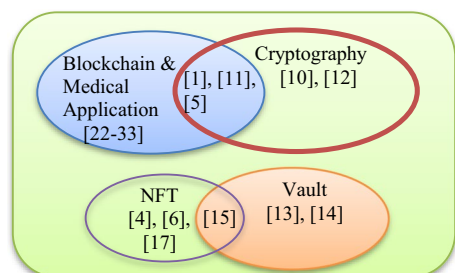 Blockchain &
Medical
Application
[22-33]
[1], [11],
[5]
Cryptography
[10], [12]
NFT
[4], [6],
[17]
[15]
Vault
[13], [14]